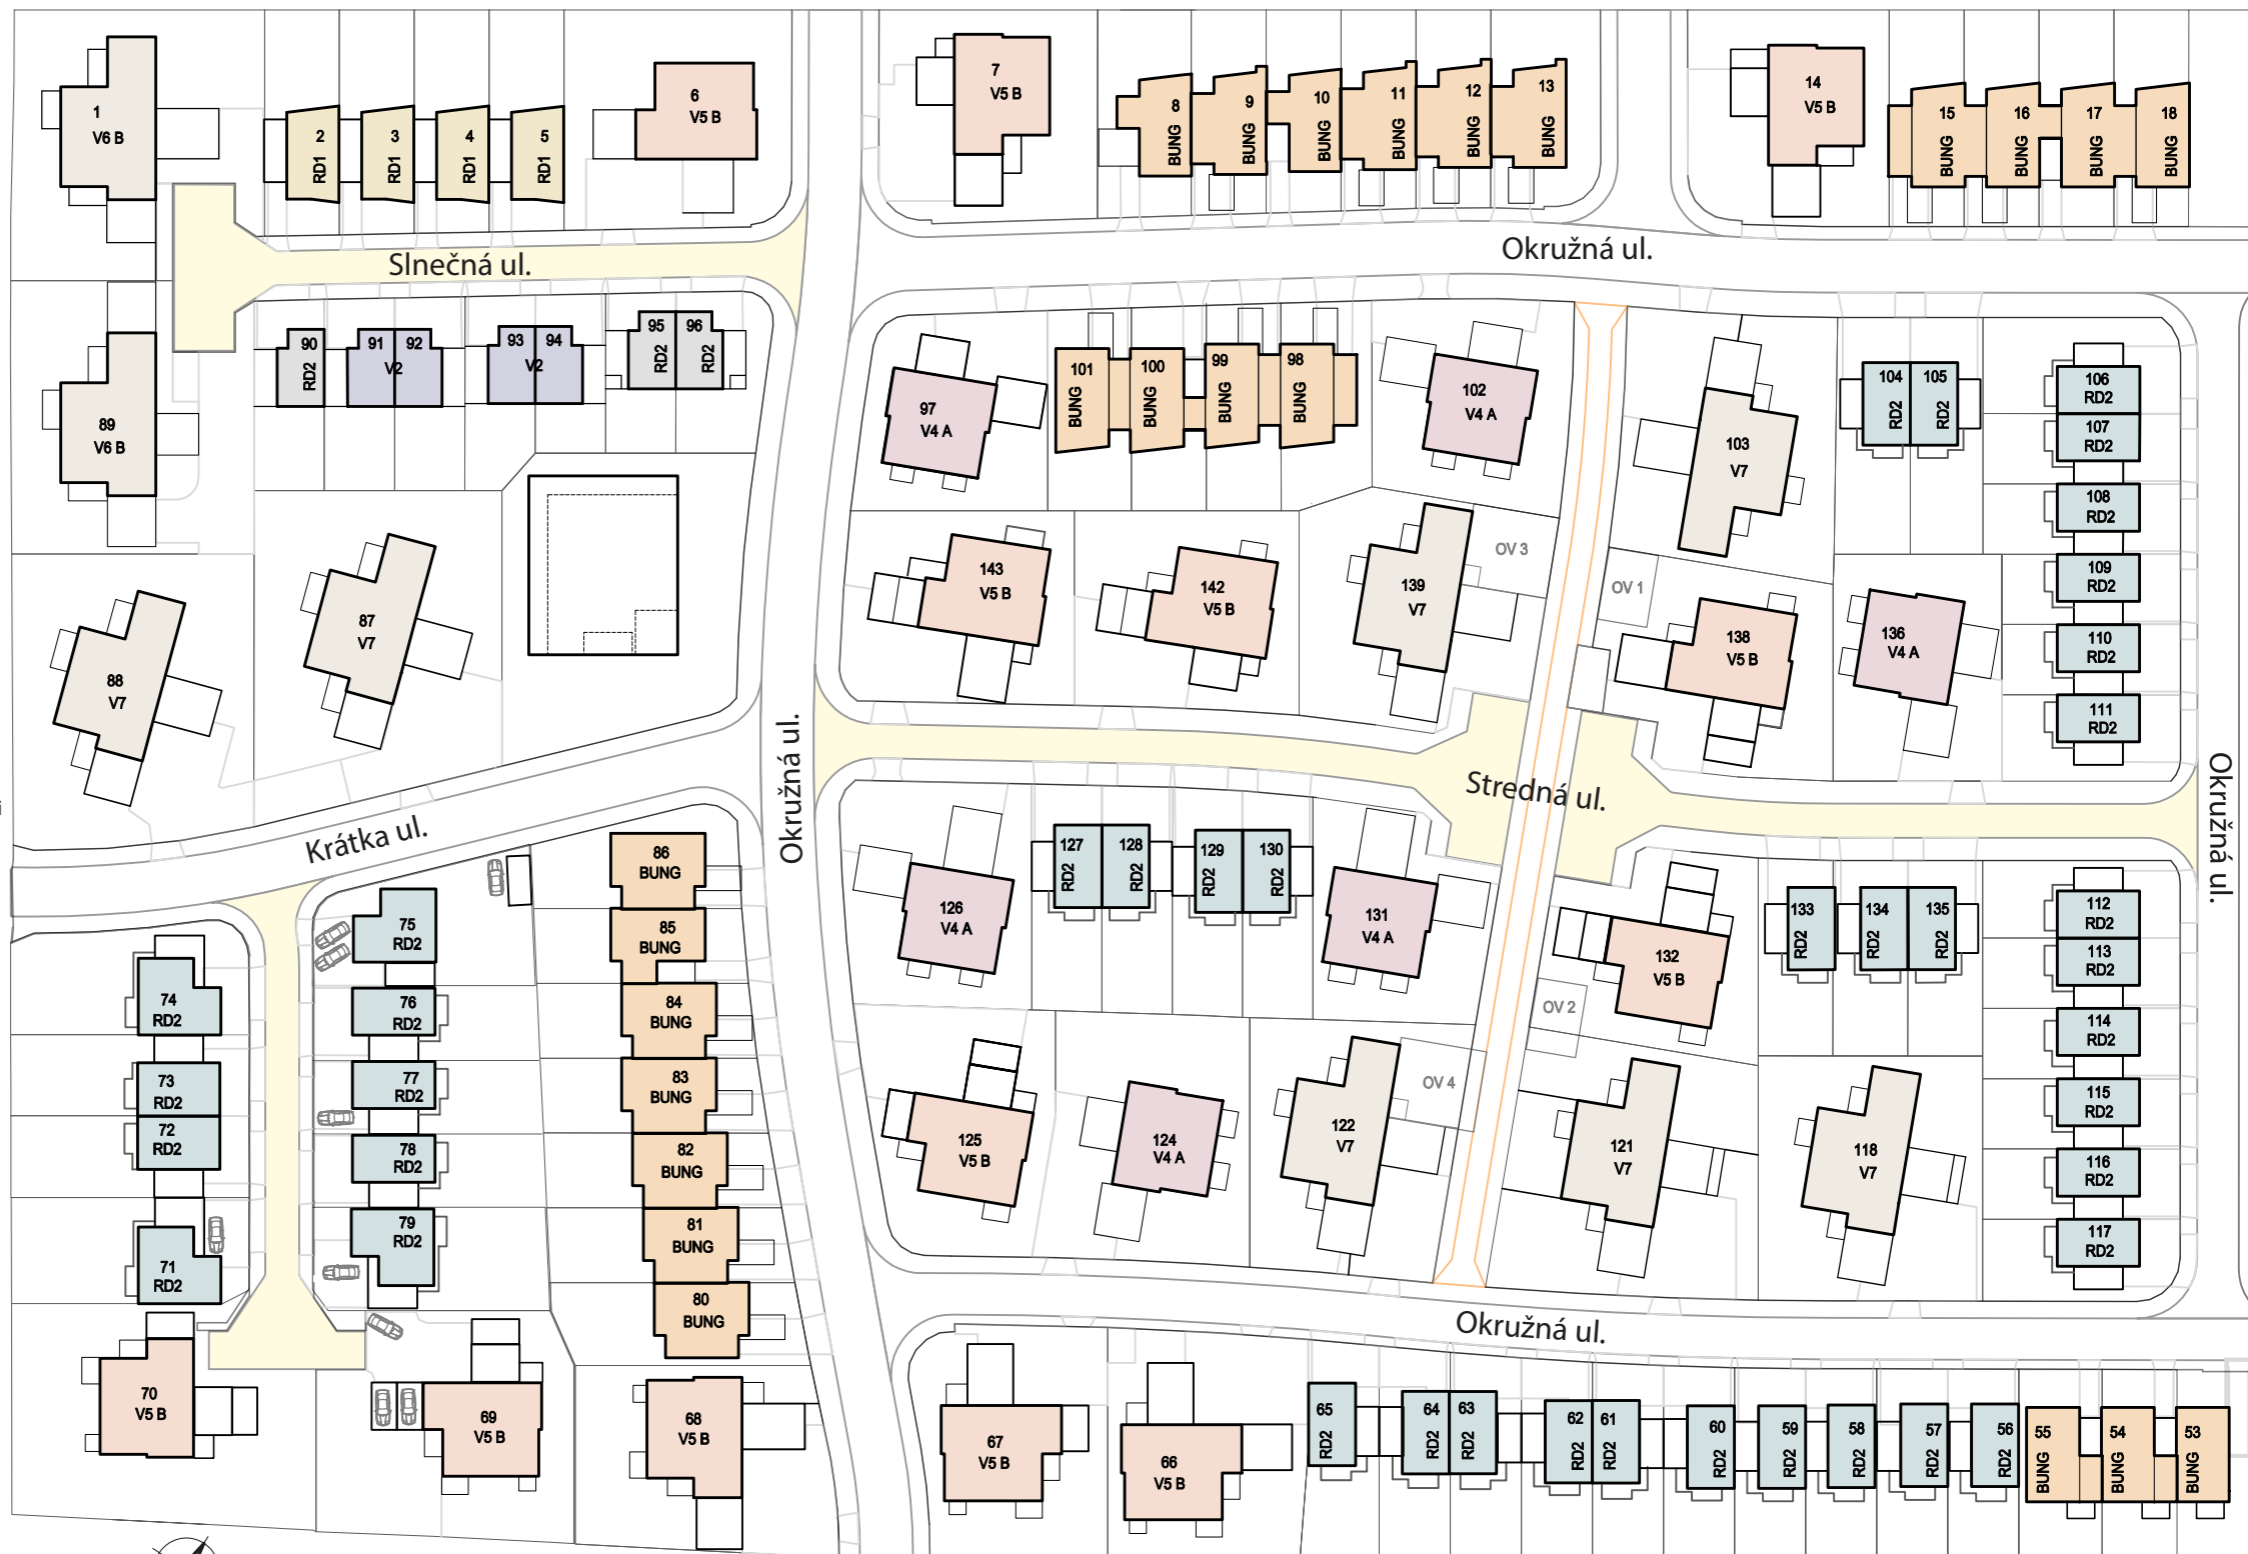 1
V6 B
2
RD1
3
RD1
4
RD1
5
RD1
6
V5 B
7
V5 B
8
BUNG
9
BUNG
10
BUNG
11
BUNG
12
BUNG
13
BUNG
14
V5 B
15
BUNG
16
BUNG
17
BUNG
18
BUNG
Slnečná ul.
Okružná ul.
89
V6 B
90
RD2
91
92
V2
93
94
V2
95
RD2
96
RD2
97
V4 A
101
BUNG
100
BUNG
99
BUNG
98
BUNG
102
V4 A
103
V7
104
RD2
105
RD2
106
RD2
107
RD2
108
RD2
109
RD2
110
RD2
111
RD2
88
V7
87
V7
143
V5 B
142
V5 B
139
V7
OV 3
OV 1
138
V5 B
136
V4 A
Okružná ul.
Stredná ul.
Okružná ul.
Krátka ul.
86
BUNG
85
BUNG
84
BUNG
83
BUNG
82
BUNG
81
BUNG
80
BUNG
126
V4 A
127
RD2
128
RD2
129
RD2
130
RD2
131
V4 A
132
V5 B
OV 2
133
RD2
134
RD2
135
RD2
112
RD2
113
RD2
114
RD2
115
RD2
116
RD2
117
RD2
74
RD2
73
RD2
72
RD2
71
RD2
75
RD2
76
RD2
77
RD2
78
RD2
79
RD2
125
V5 B
124
V4 A
122
V7
OV 4
121
V7
118
V7
Okružná ul.
70
V5 B
69
V5 B
68
V5 B
67
V5 B
66
V5 B
65
RD2
64
RD2
63
RD2
62
RD2
61
RD2
60
RD2
59
RD2
58
RD2
57
RD2
56
RD2
55
BUNG
54
BUNG
53
BUNG